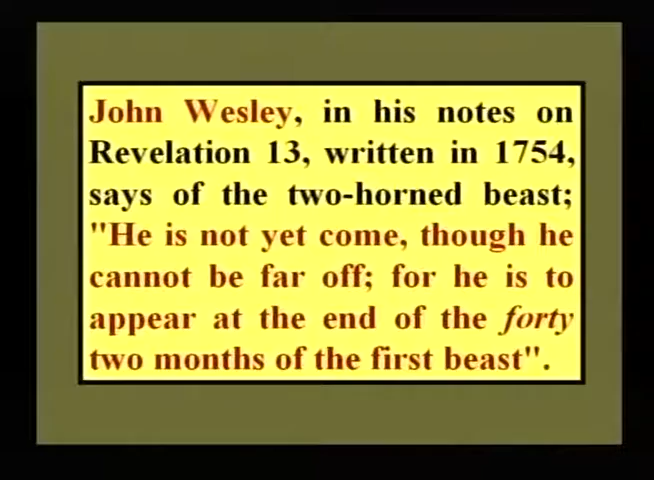 John Wesley, in his notes on
Revelation 13, written in 1754,
says of the two-horned beast;
"He is not yet come, though he
cannot be far off; for he is to
appear at the end of the forty
two months of the first beast".